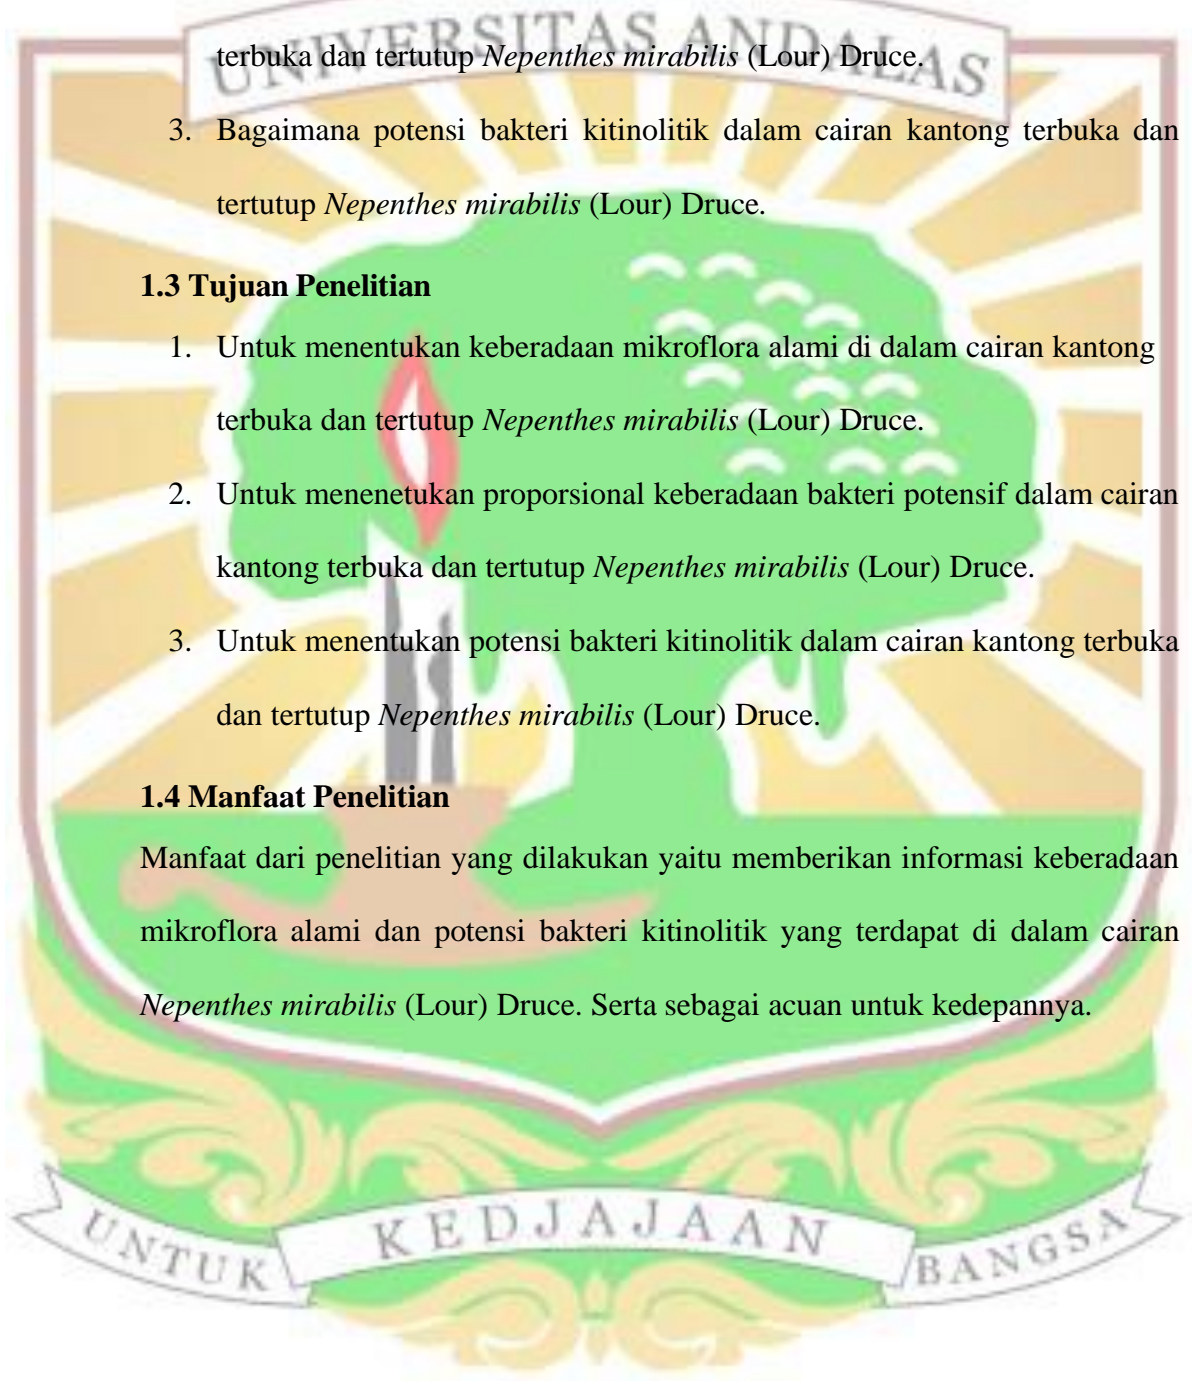 UNIVERSITAS ANDALAS
terbuka dan tertutup Nepenthes mirabilis (Lour) Druce.
3. Bagaimana potensi bakteri kitinolitik dalam cairan kantong terbuka dan
tertutup Nepenthes mirabilis (Lour) Druce.
1.3 Tujuan Penelitian
1. Untuk menentukan keberadaan mikroflora alami di dalam cairan kantong
terbuka dan tertutup Nepenthes mirabilis (Lour) Druce.
2. Untuk menenetukan proporsional keberadaan bakteri potensif dalam cairan
kantong terbuka dan tertutup Nepenthes mirabilis (Lour) Druce.
3. Untuk menentukan potensi bakteri kitinolitik dalam cairan kantong terbuka
dan tertutup Nepenthes mirabilis (Lour) Druce.
1.4 Manfaat Penelitian
Manfaat dari penelitian yang dilakukan yaitu memberikan informasi keberadaan
mikroflora alami dan potensi bakteri kitinolitik yang terdapat di dalam cairan
Nepenthes mirabilis (Lour) Druce. Serta sebagai acuan untuk kedepannya.
UNTUK KEDJAJAAN BANGSA